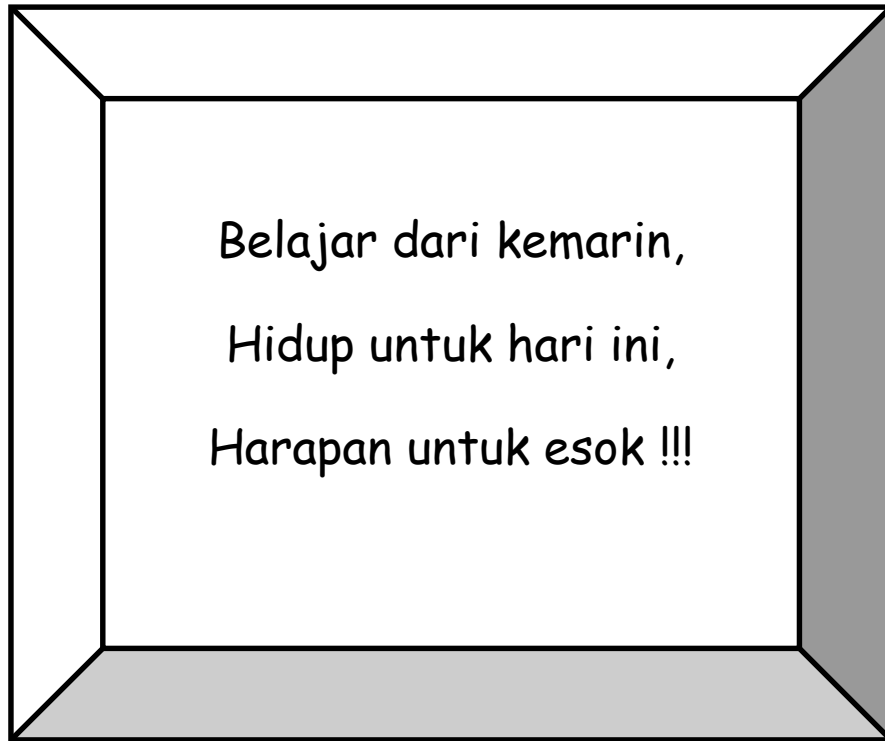 Belajar dari kemarin,
Hidup untuk hari ini,
Harapan untuk esok !!!